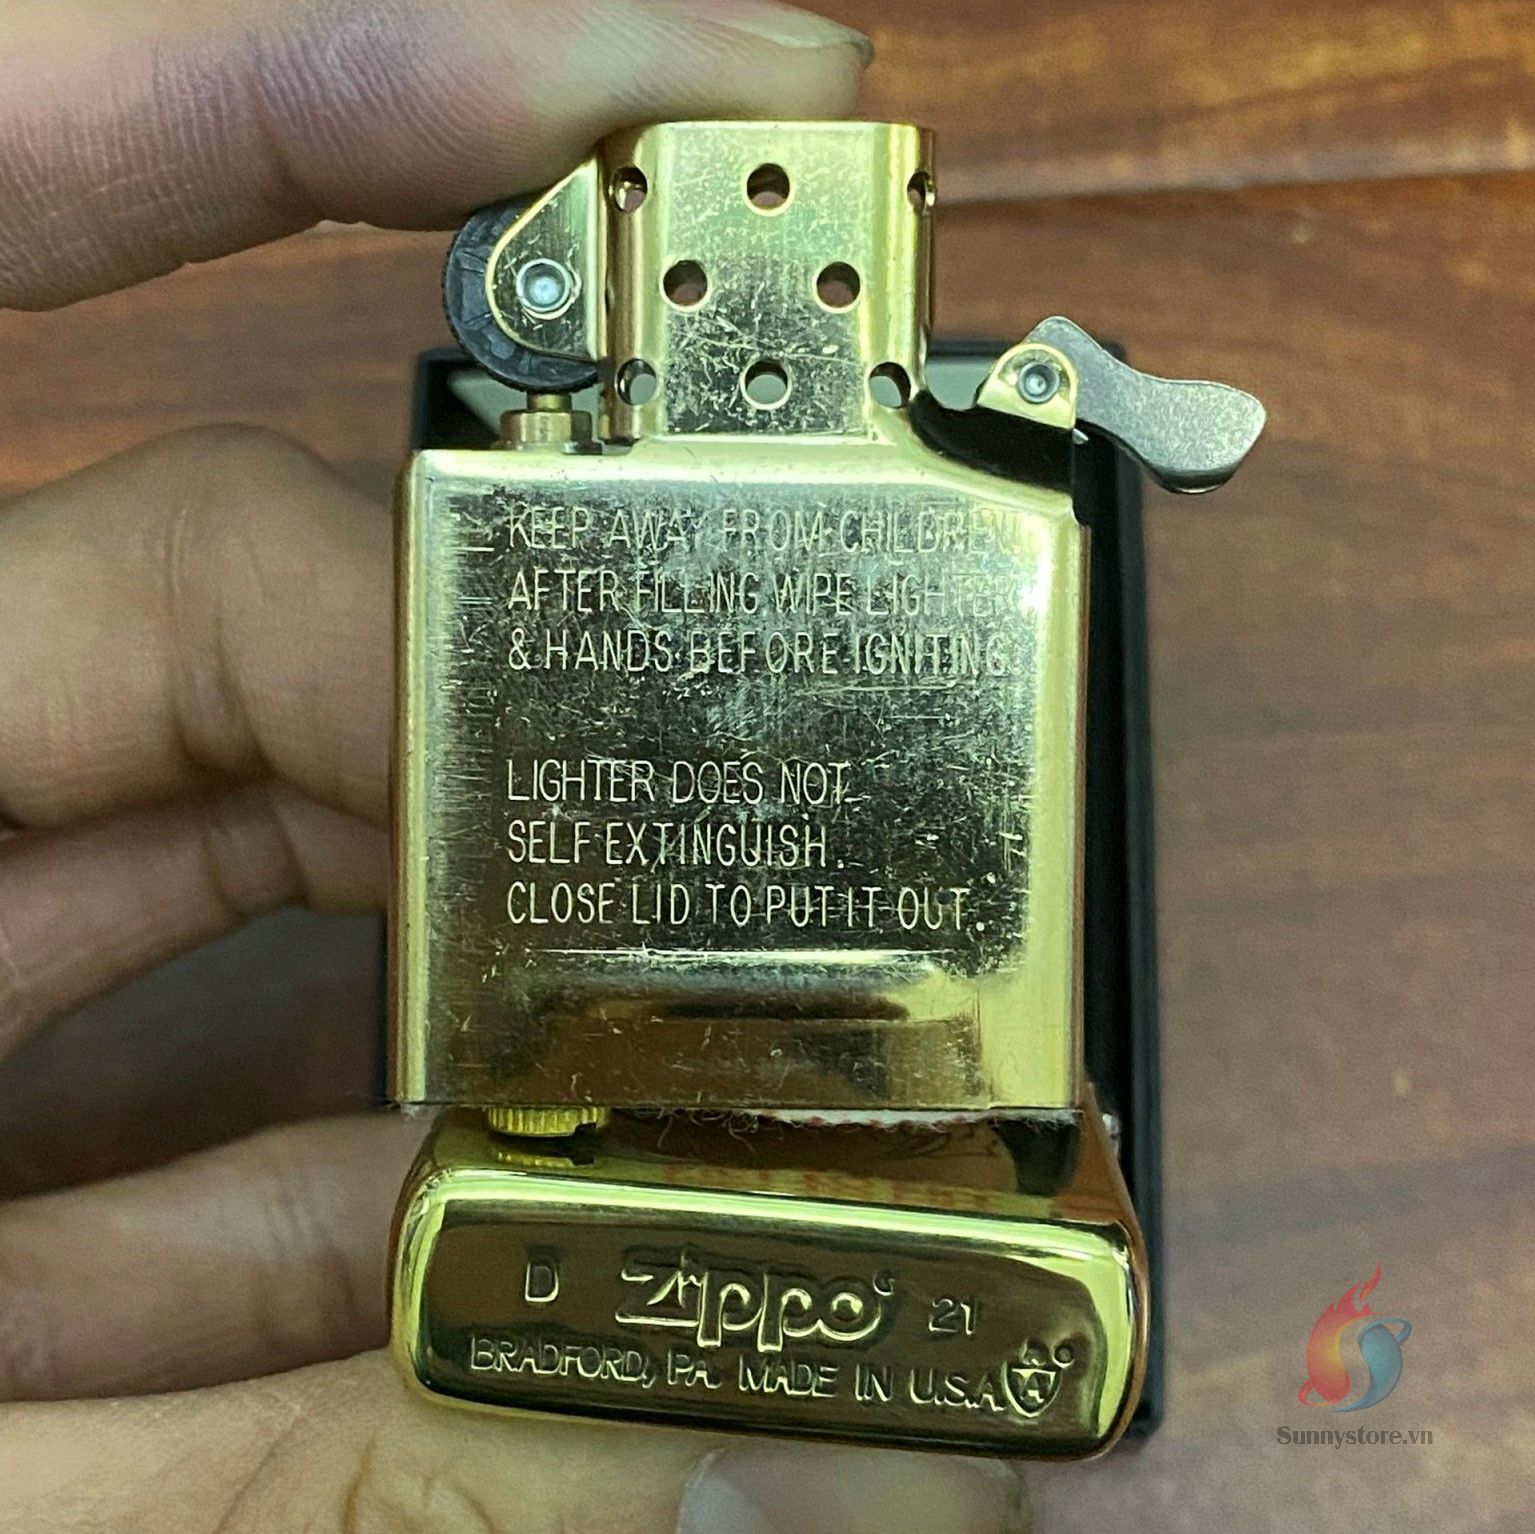 KEEP AWAY FROM CHILDREN
AFTER FILLING WIPE LIGHTER
& HANDS BEFORE IGNITING.
LIGHTER DOES NOT
SELF EXTINGUISH.
CLOSE LID TO PUT IT OUT.
D Zippo® 21
BRADFORD, PA. MADE IN U.S.A.
Sunnystore.vn